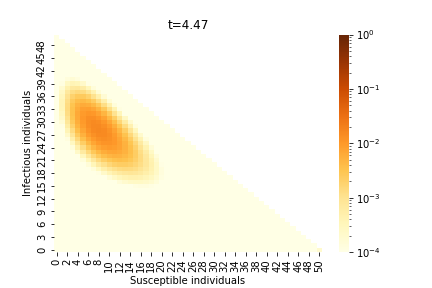 t=4.47
Infectious individuals
0 3 6 9 12 15 18 21 24 27 30 33 36 39 42 45 48
0 2 4 6 8 10 12 14 16 18 20 22 24 26 28 30 32 34 36 38 40 42 44 46 48 50
Susceptible individuals
10⁰
10⁻¹
10⁻²
10⁻³
10⁻⁴